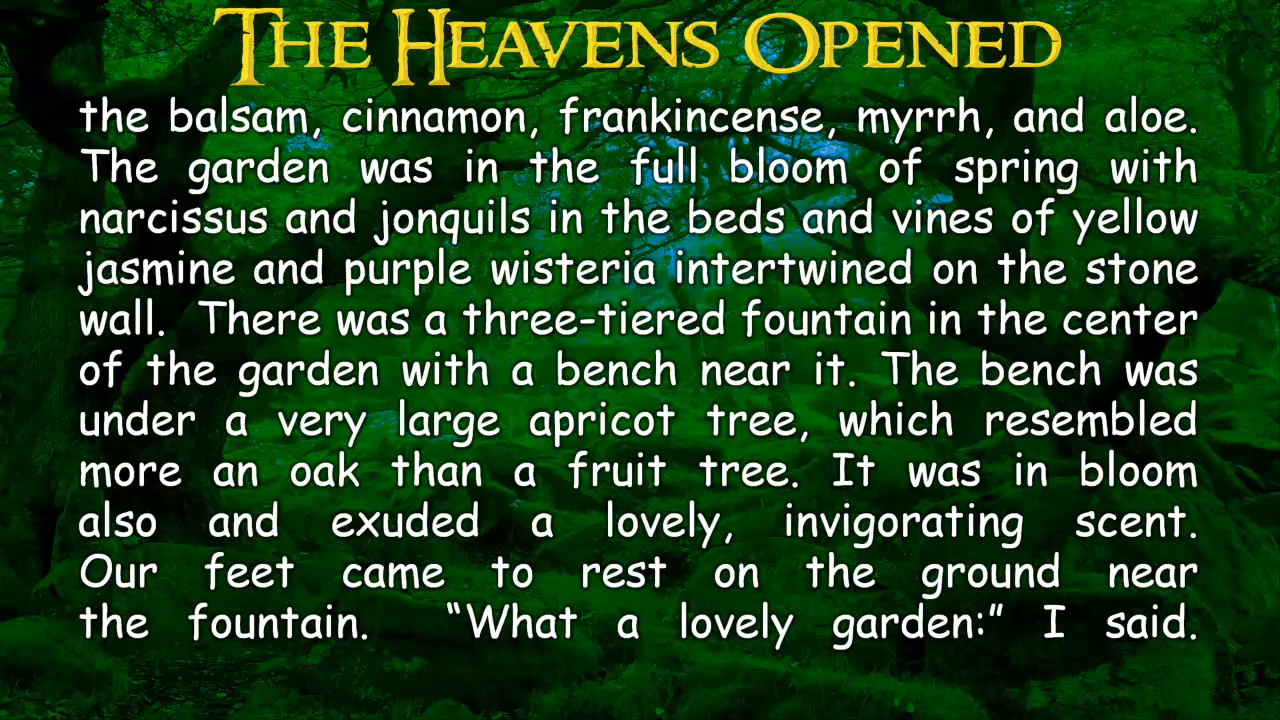 The Heavens Opened
the balsam, cinnamon, frankincense, myrrh, and aloe.
The garden was in the full bloom of spring with
narcissus and jonquils in the beds and vines of yellow
jasmine and purple wisteria intertwined on the stone
wall. There was a three-tiered fountain in the center
of the garden with a bench near it. The bench was
under a very large apricot tree, which resembled
more an oak than a fruit tree. It was in bloom
also and exuded a lovely, invigorating scent.
Our feet came to rest on the ground near
the fountain. “What a lovely garden:” I said.